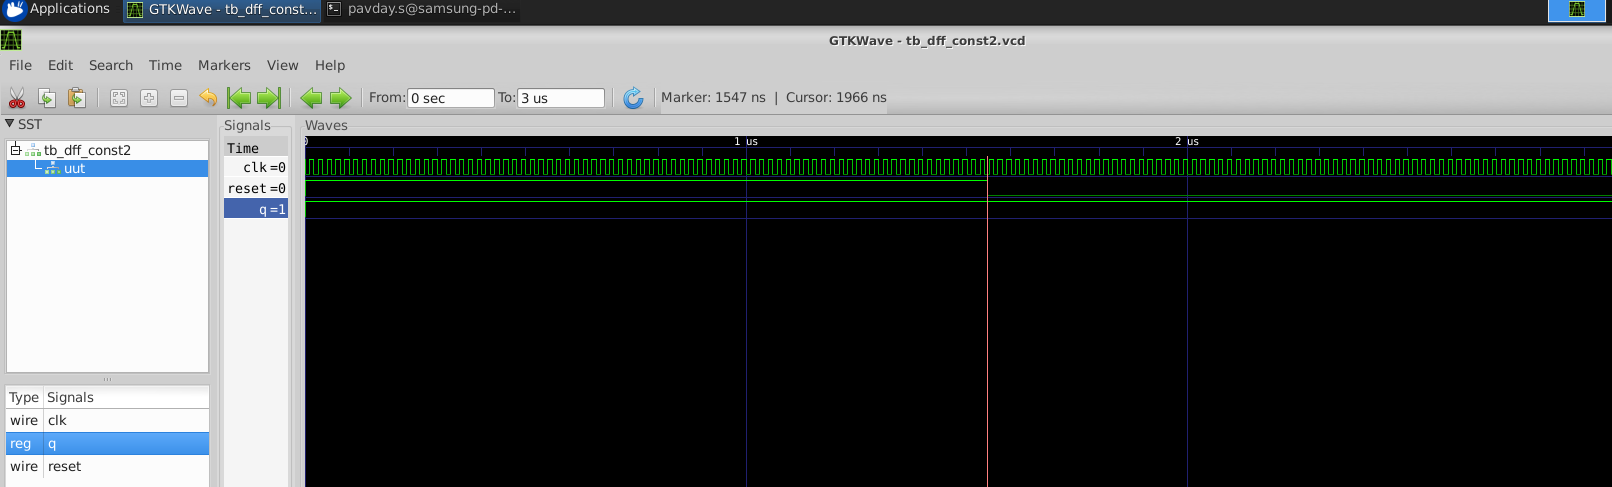 Applications GTKWave - tb_dff_const... pavday.s@samsung-pd-...
GTKWave - tb_dff_const2.vcd
File Edit Search Time Markers View Help
From: 0 sec To: 3 us Marker: 1547 ns | Cursor: 1966 ns
SST
tb_dff_const2
uut
Type Signals
wire clk
reg q
wire reset
Signals
Time
clk =0
reset =0
q =1
Waves
0 1 us 2 us